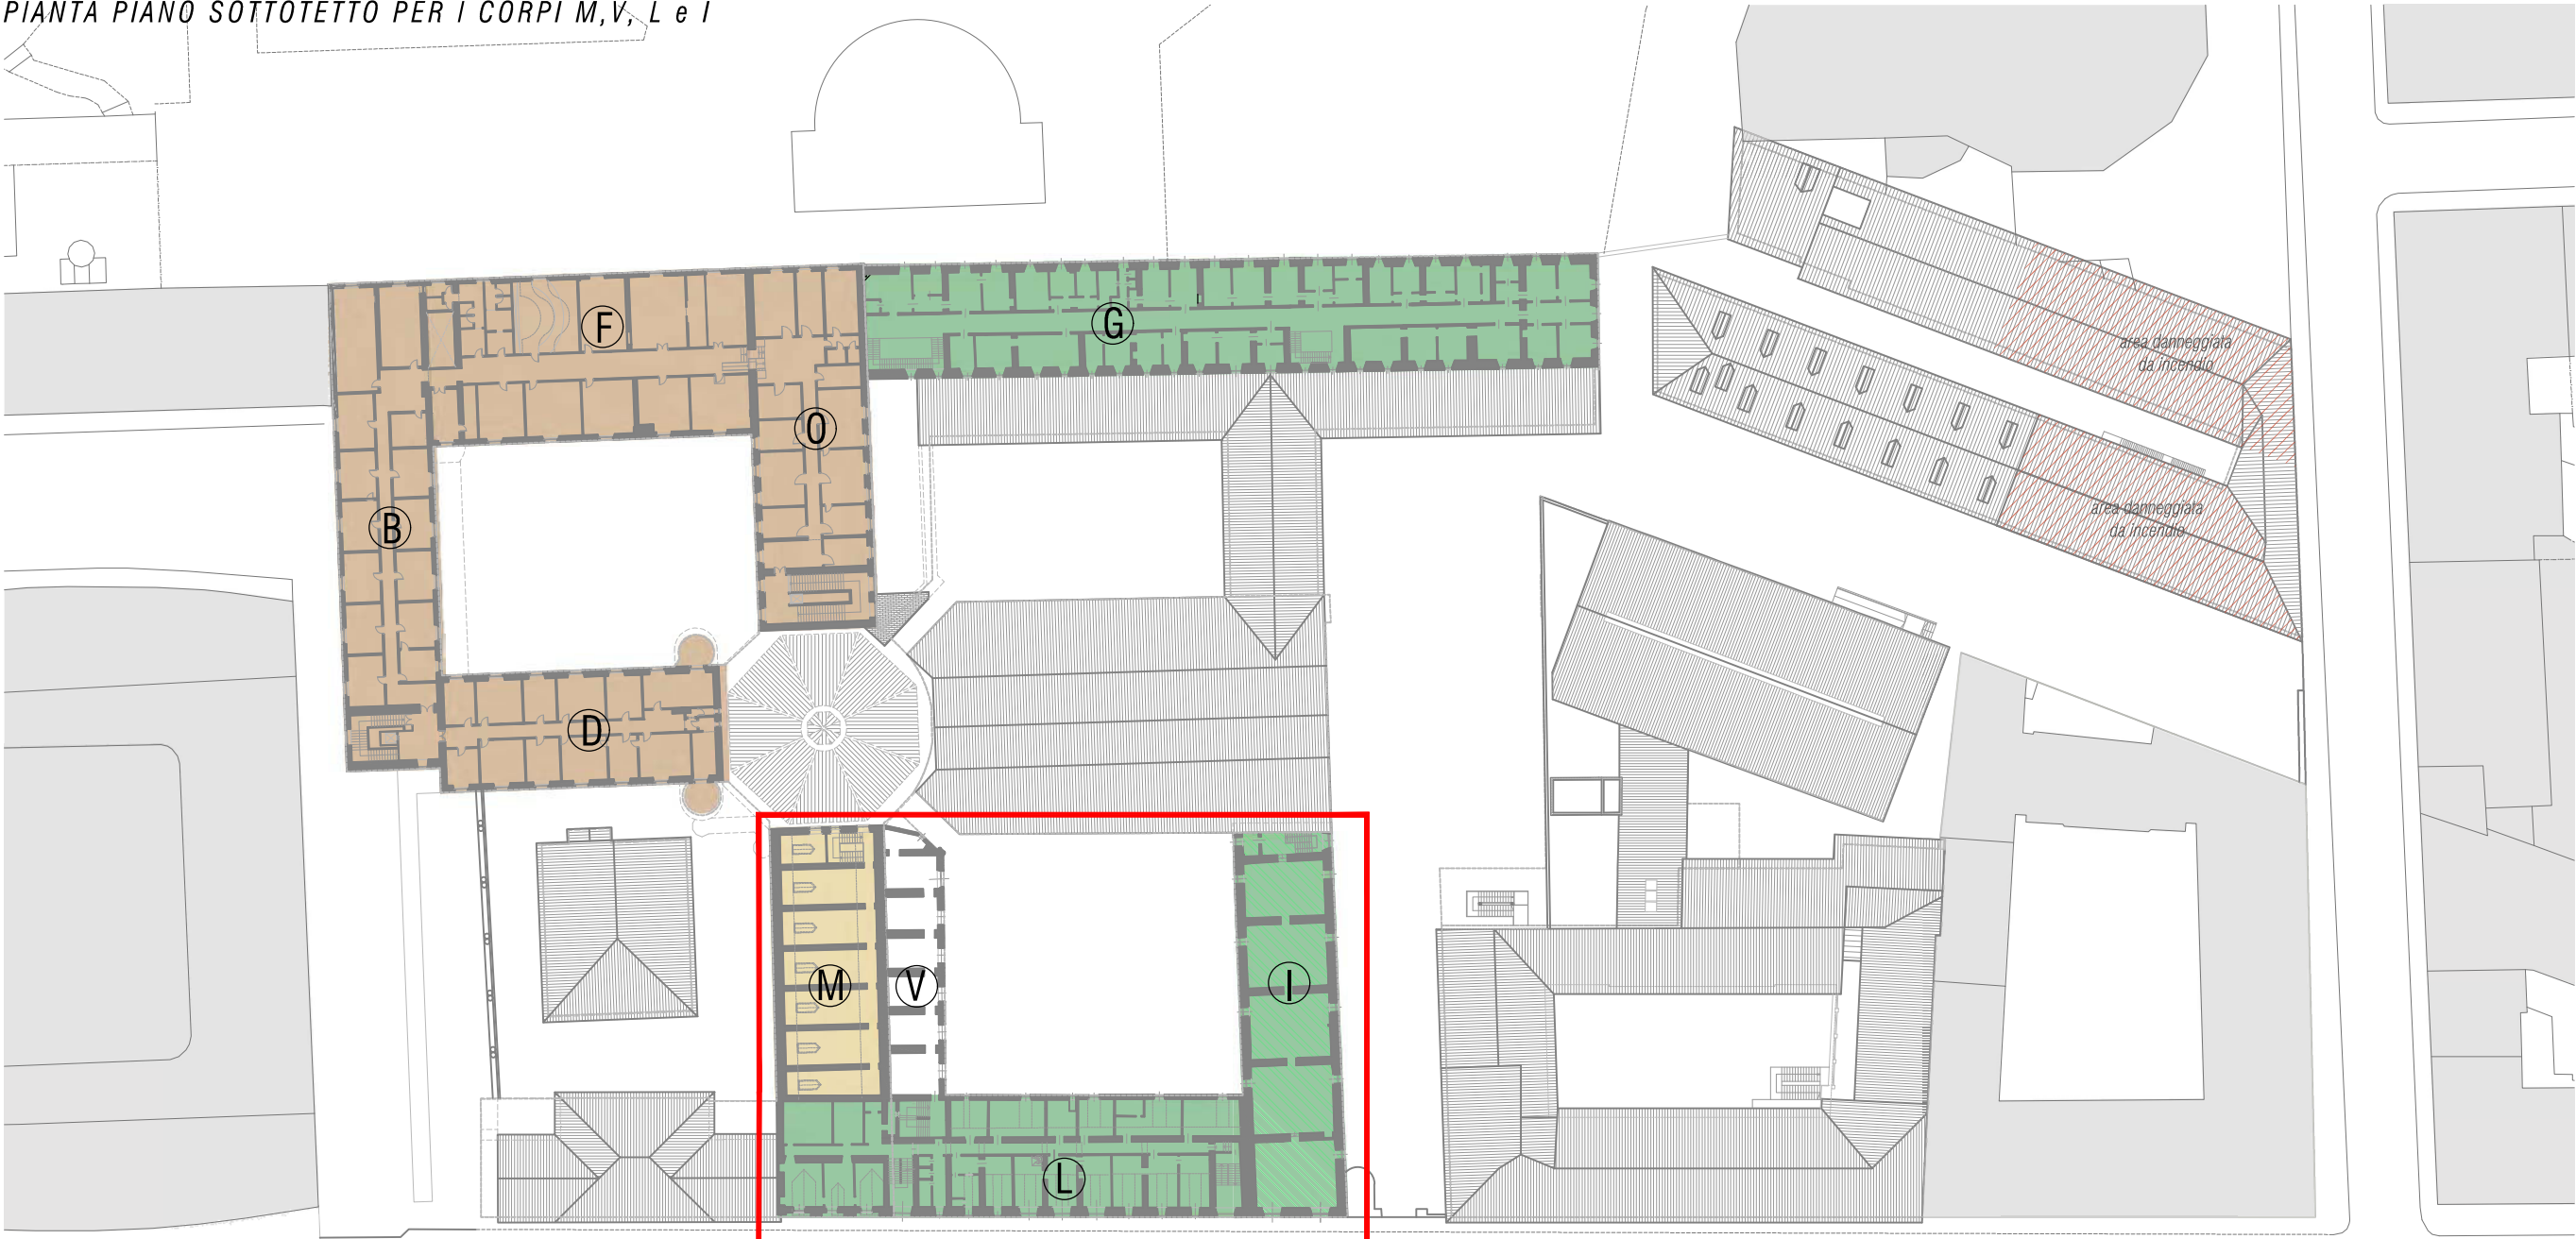 PIANTA PIANO SOTTOTETTO PER I CORPI M,V, L e I
F
G
area danneggiata
da incendio
O
B
area danneggiata
da incendio
D
M
V
I
L